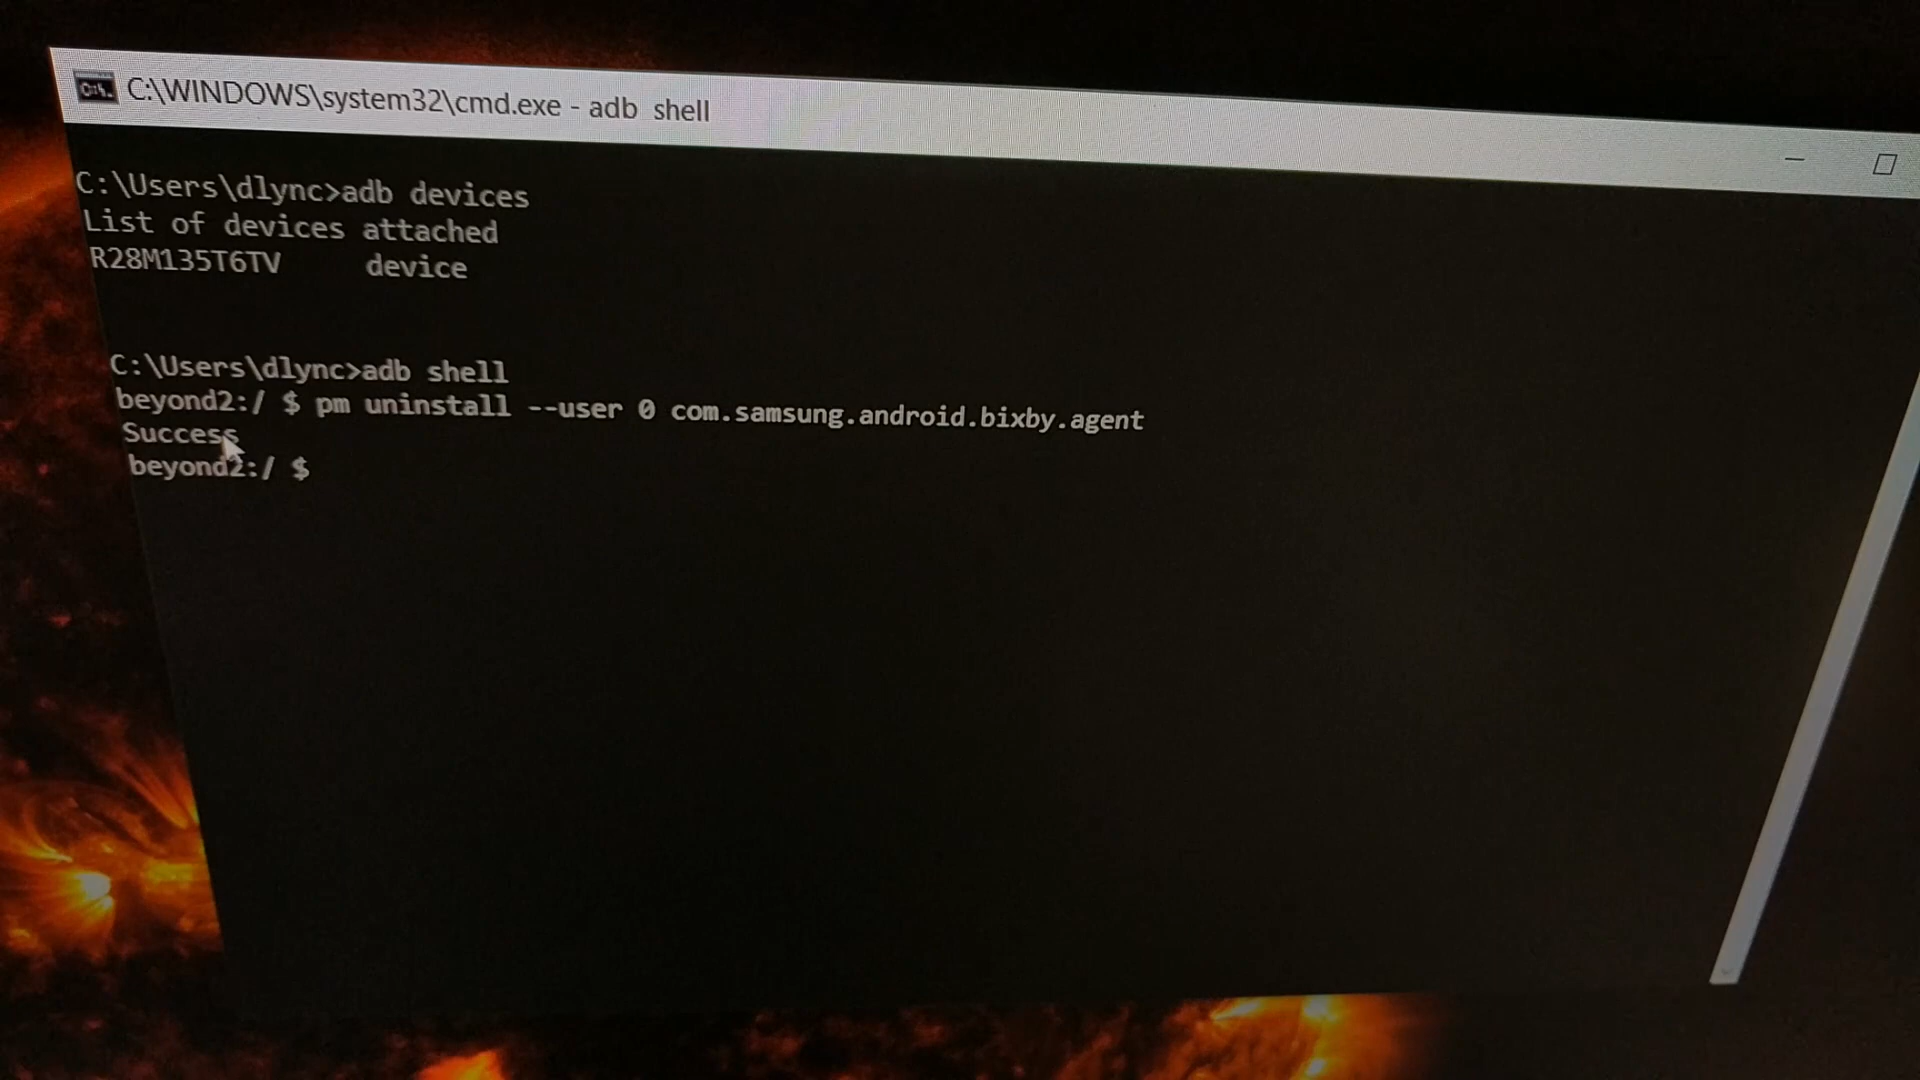 C:\WINDOWS\system32\cmd.exe - adb  shell
C:\Users\dlync>adb devices
List of devices attached
R28M135T6TV     device
C:\Users\dlync>adb shell
beyond2:/ $ pm uninstall --user 0 com.samsung.android.bixby.agent
Success
beyond2:/ $